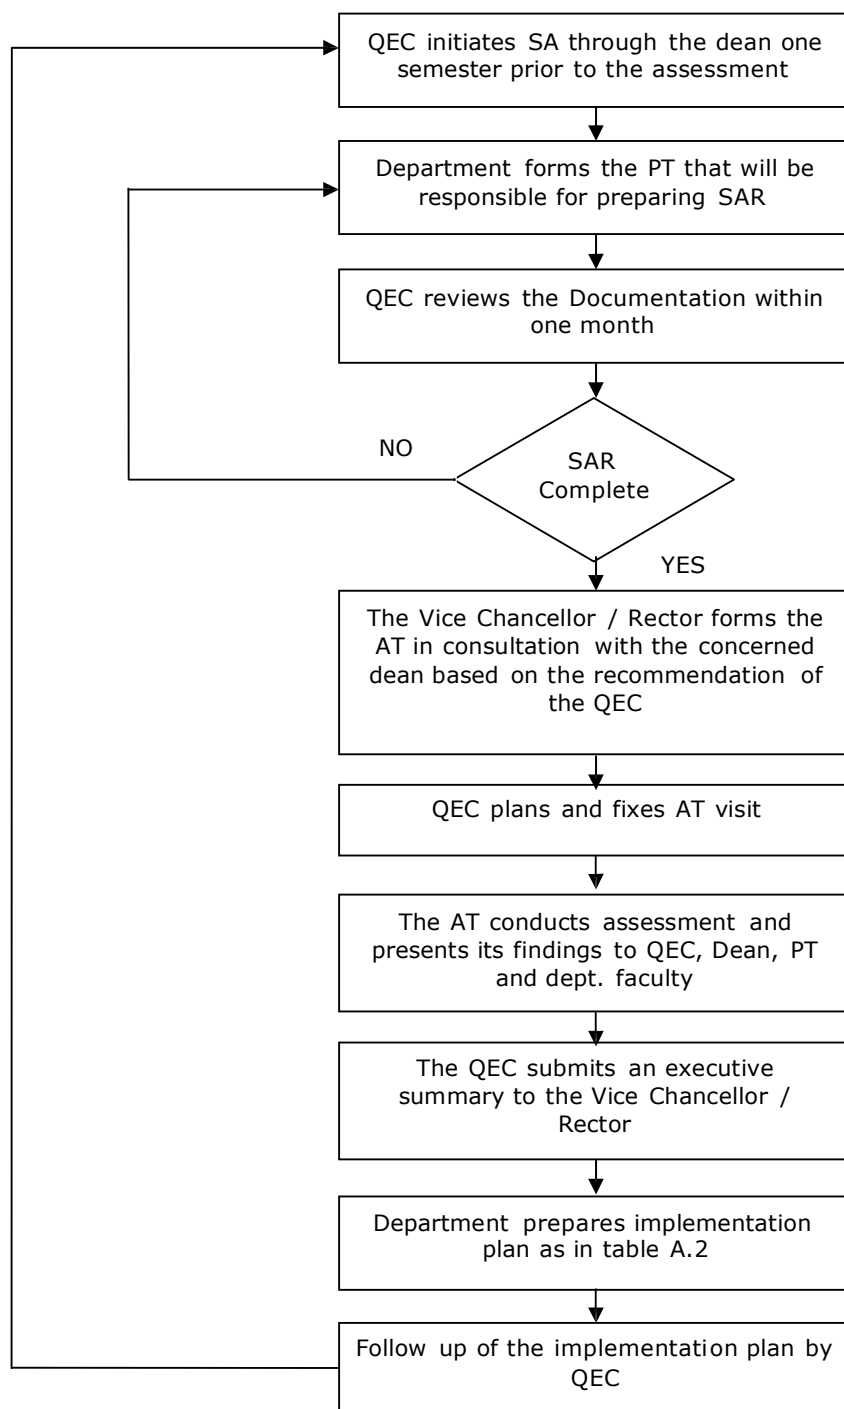 QEC initiates SA through the dean one
semester prior to the assessment
Department forms the PT that will be
responsible for preparing SAR
QEC reviews the Documentation within
one month
NO
SAR
Complete
YES
The Vice Chancellor / Rector forms the
AT in consultation with the concerned
dean based on the recommendation of
the QEC
QEC plans and fixes AT visit
The AT conducts assessment and
presents its findings to QEC, Dean, PT
and dept. faculty
The QEC submits an executive
summary to the Vice Chancellor /
Rector
Department prepares implementation
plan as in table A.2
Follow up of the implementation plan by
QEC